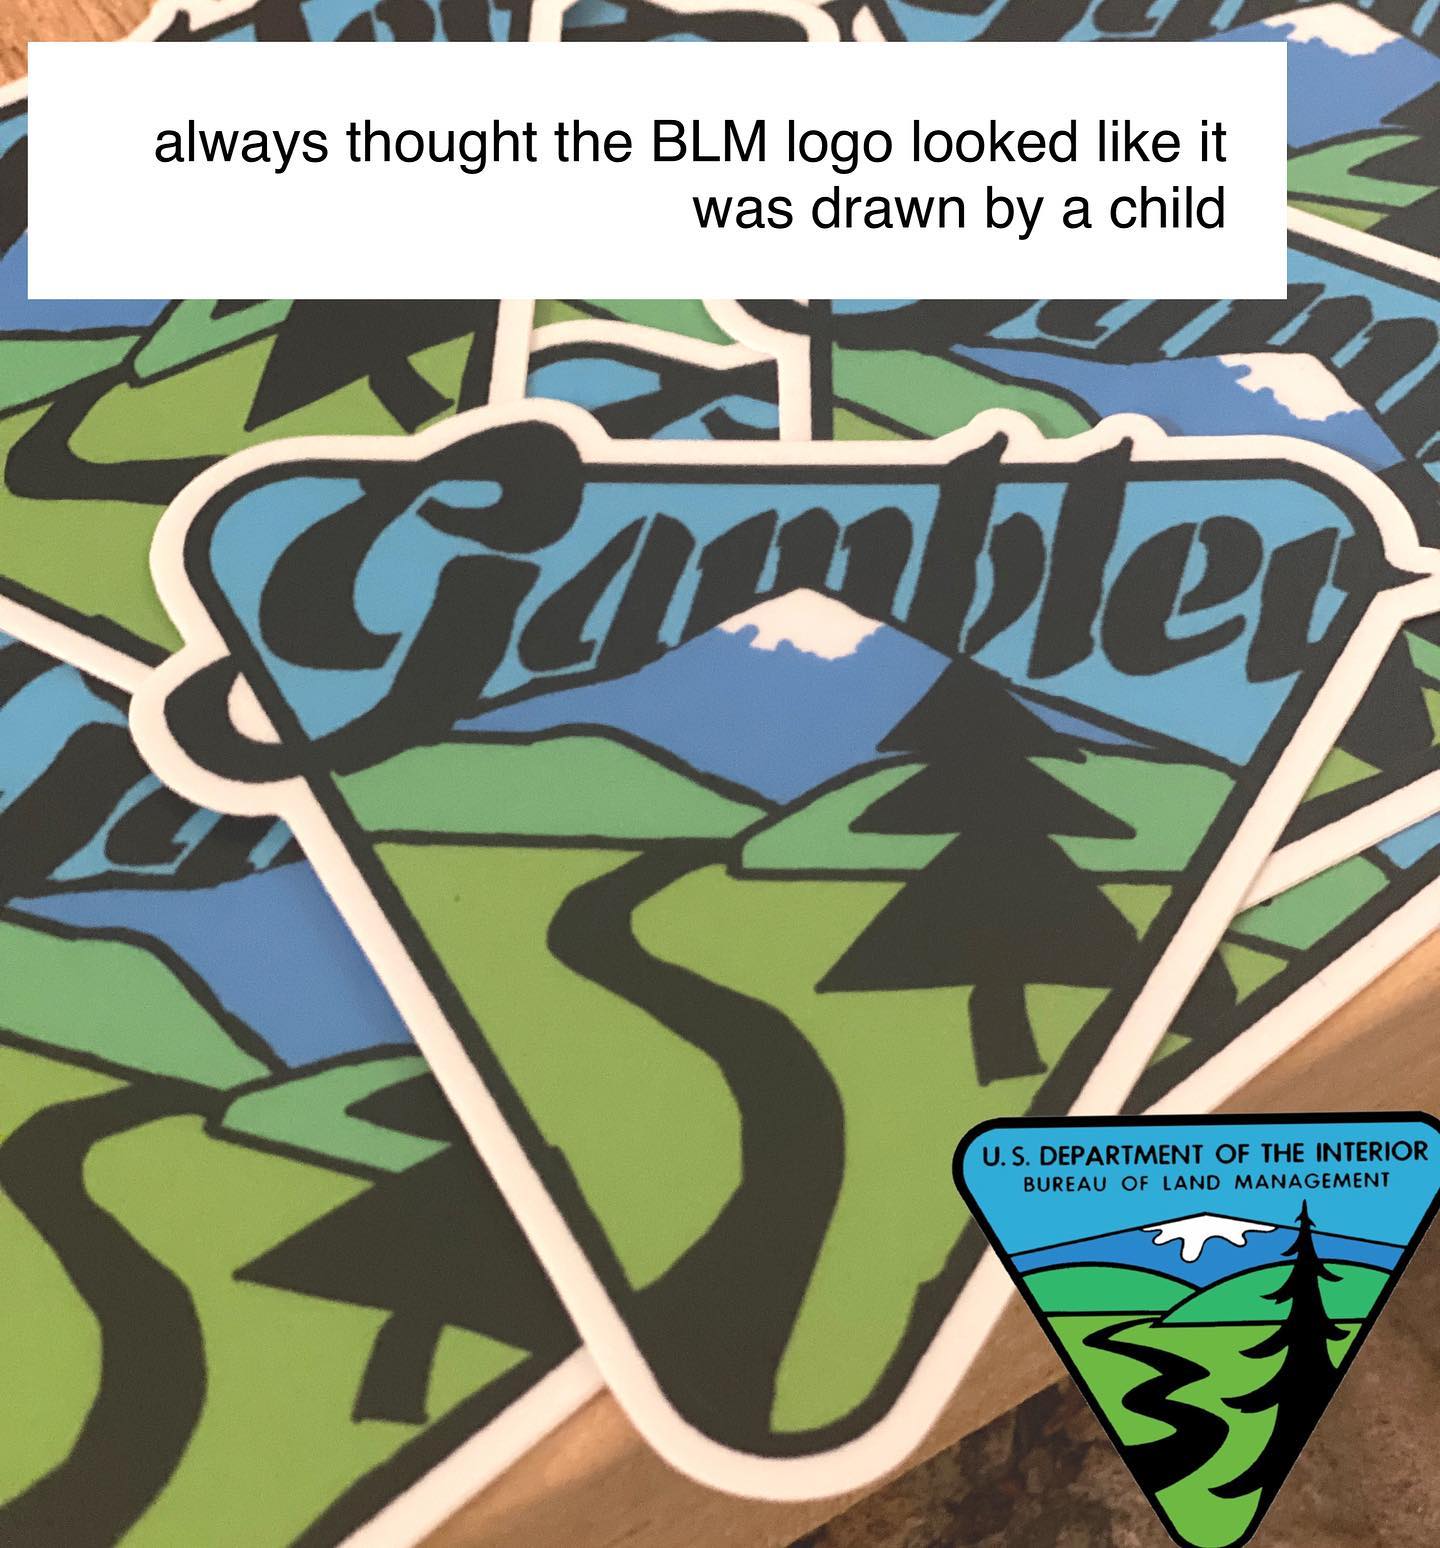 always thought the BLM logo looked like it
was drawn by a child
Gambler
U. S. DEPARTMENT OF THE INTERIOR
BUREAU OF LAND MANAGEMENT